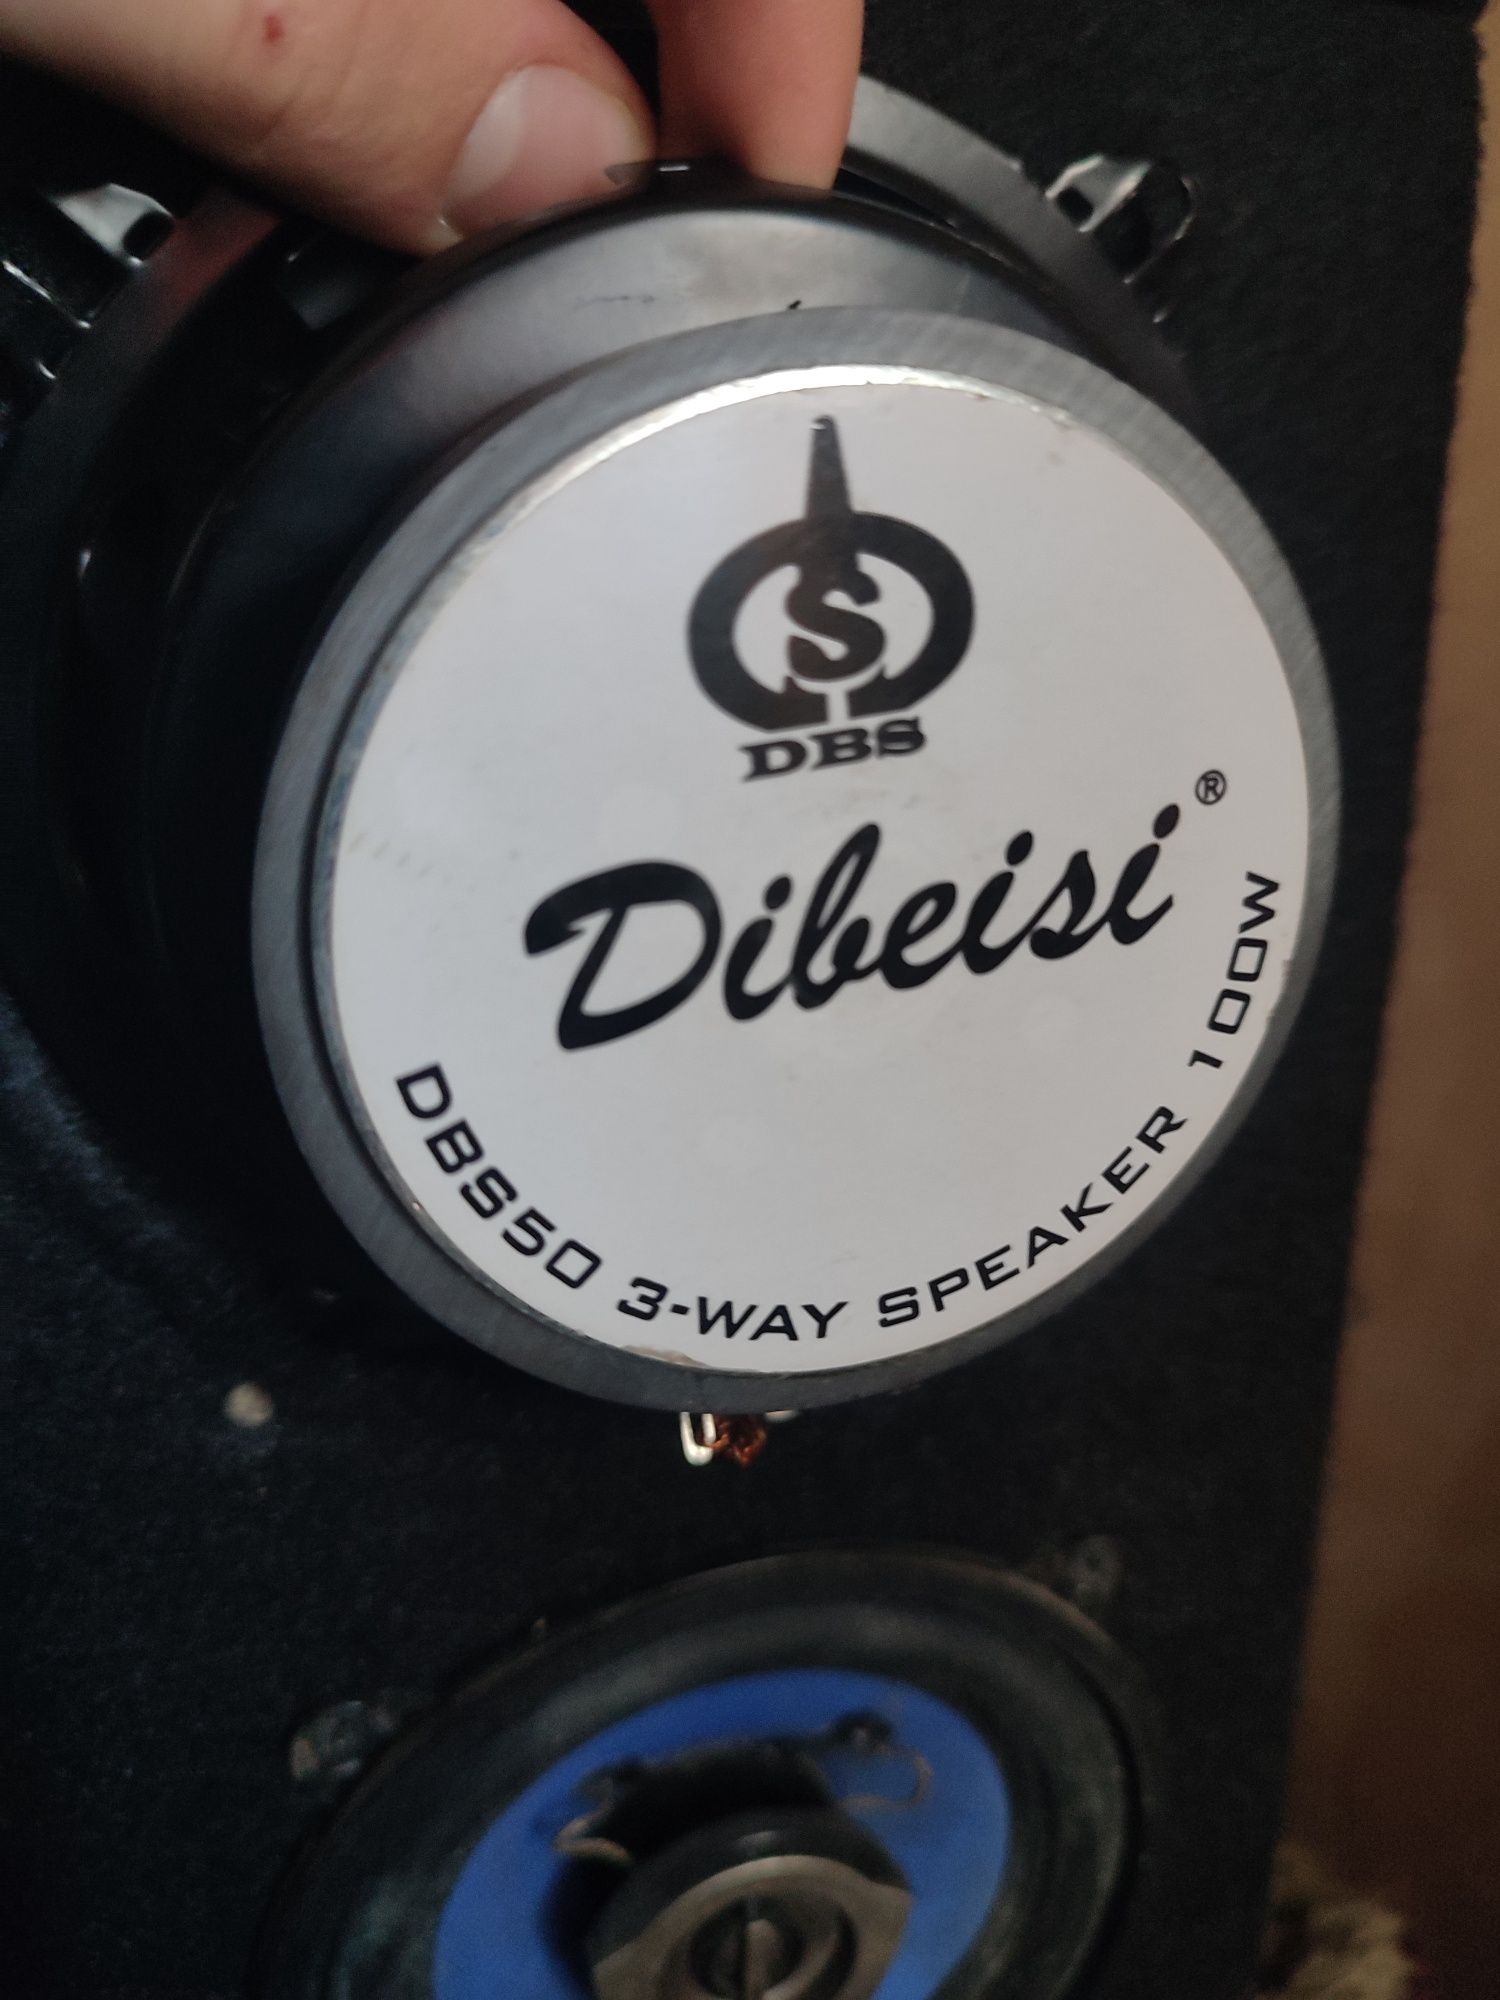 S
DBS
Dibeisi®
DBS50 3-WAY SPEAKER 100W